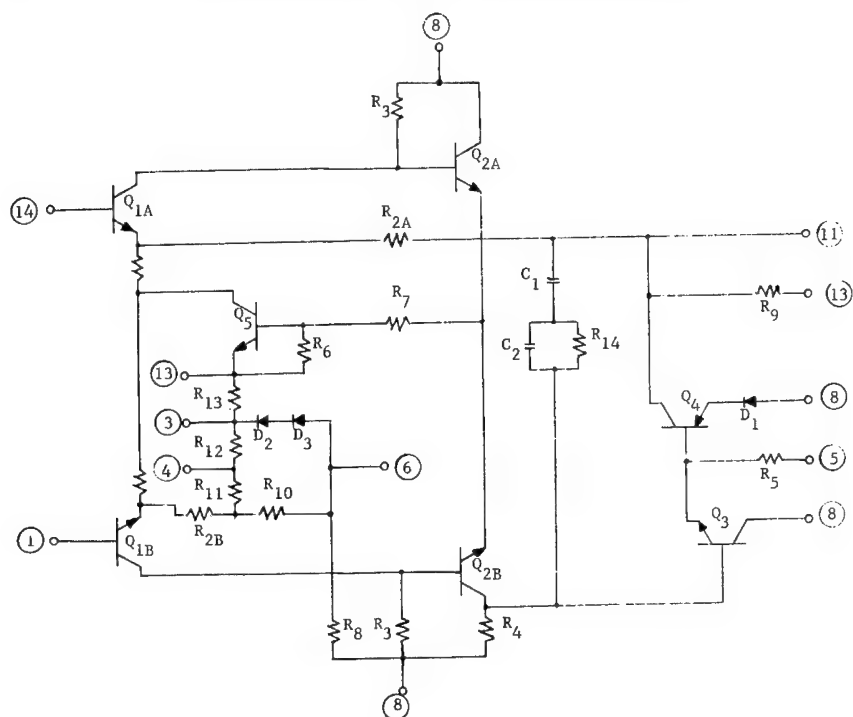 8
R3
Q2A
Q1A
14
R2A
11
C1
R7
R9
13
Q5
R6
C2
R14
13
R13
Q4
D1
8
3
D2
D3
R12
6
4
R5
5
R11
R10
Q3
8
R2B
1
Q1B
Q2B
R8
R3
R4
8